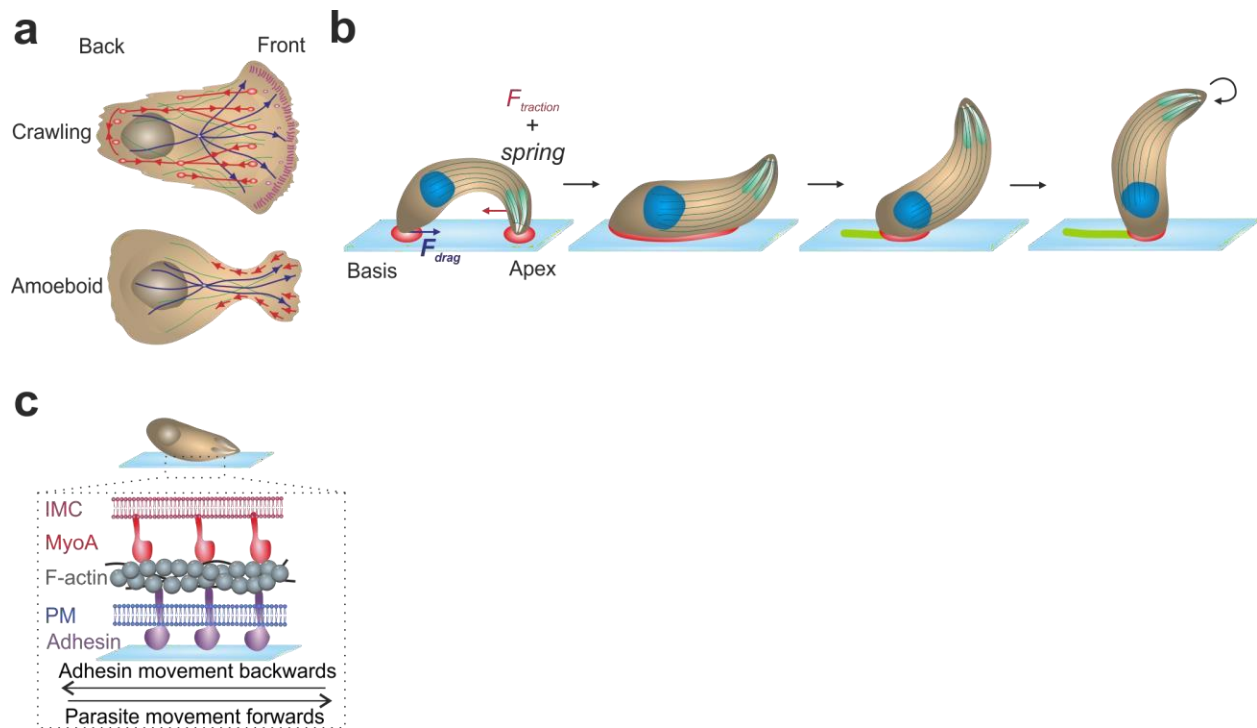 a
Back Front
Crawling
Amoeboid
b
F traction
+
spring
F drag
Basis Apex
c
IMC
MyoA
F-actin
PM
Adhesin
Adhesin movement backwards
Parasite movement forwards